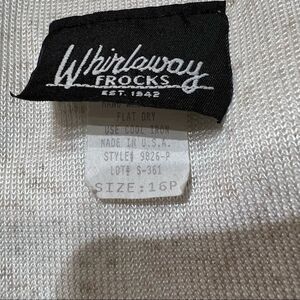 Whirlaway
FROCKS
EST. 1942
FLAT DRY
USE COOL IRON
MADE IN U.S.A.
STYLE# 9826-P
LOT# S-361
SIZE:16P